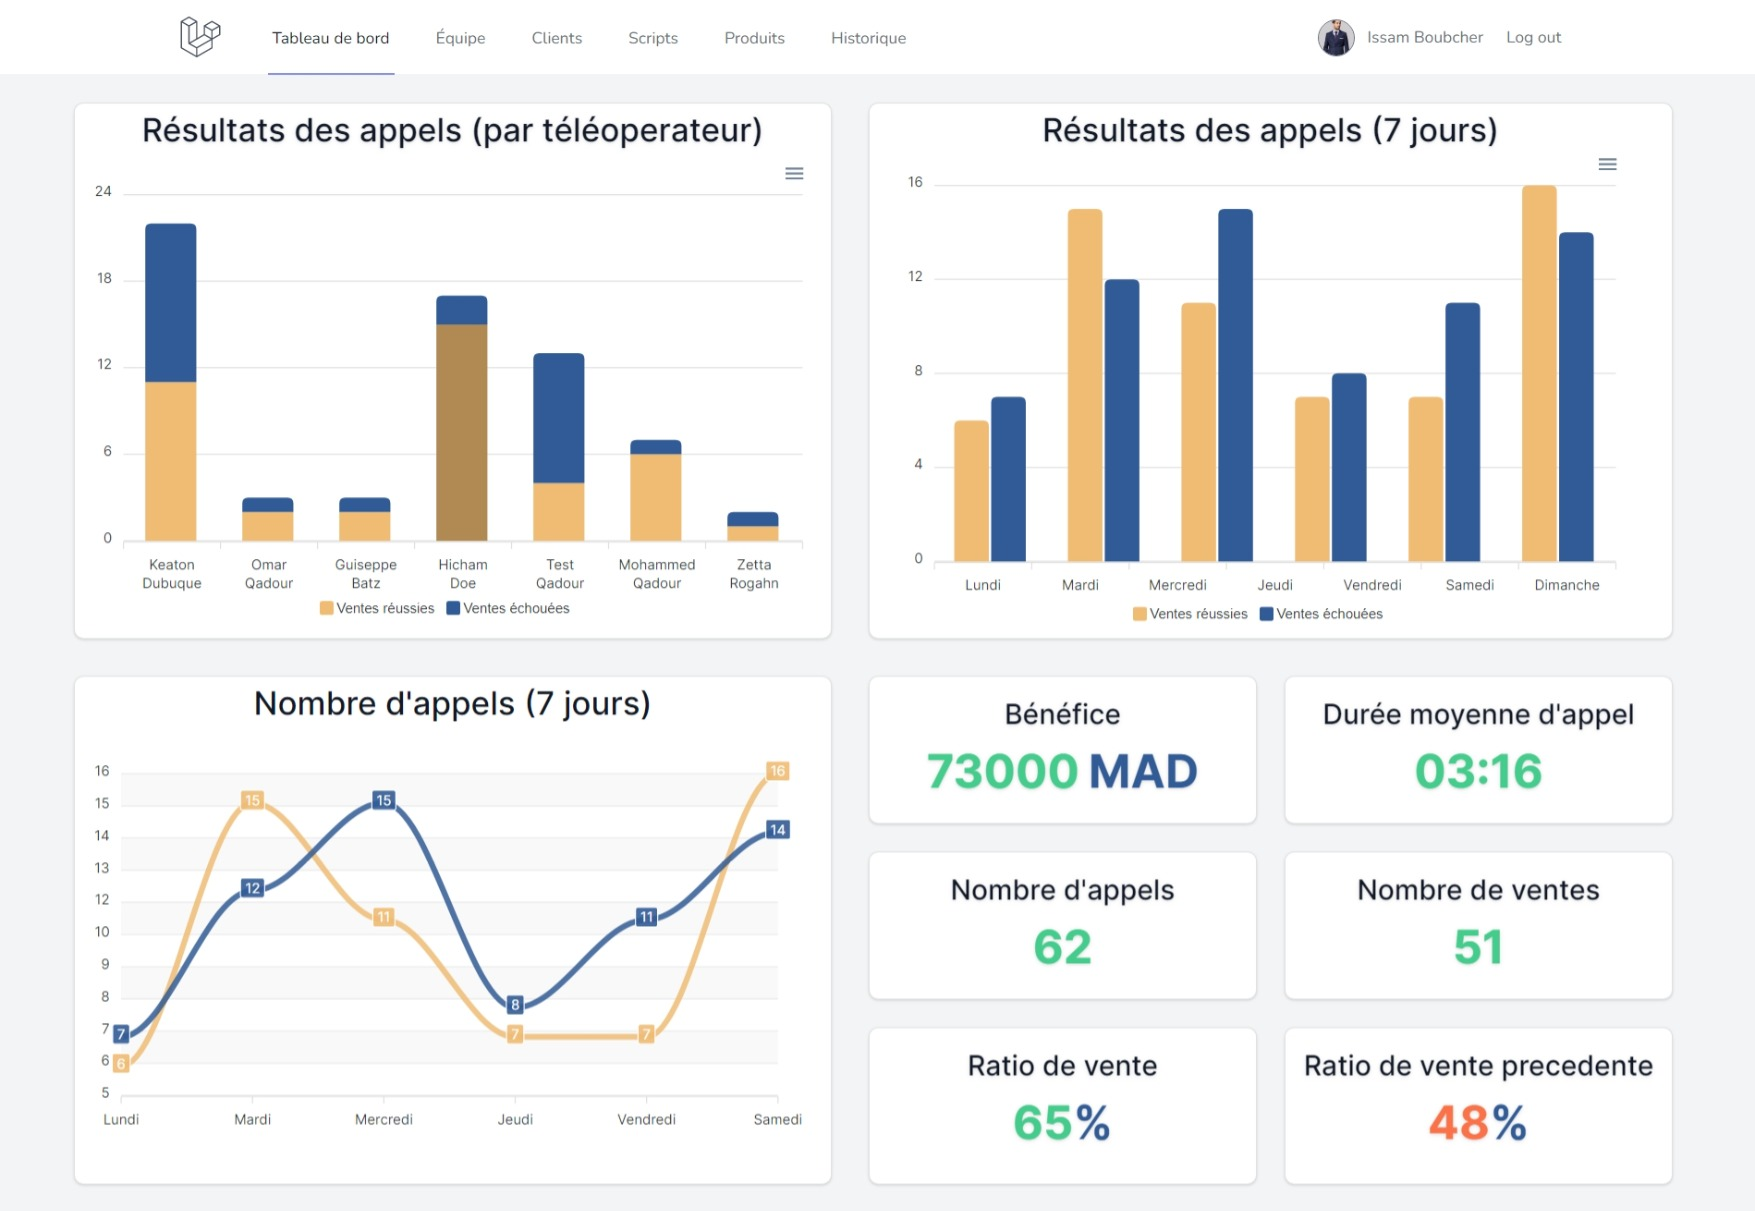 Tableau de bord
Équipe
Clients
Scripts
Produits
Historique
Issam Boubcher
Log out
Résultats des appels (par téléoperateur)
24
18
12
6
0
Keaton
Dubuque
Omar
Qadour
Guiseppe
Batz
Hicham
Doe
Test
Qadour
Mohammed
Qadour
Zetta
Rogahn
Ventes réussies
Ventes échouées
Résultats des appels (7 jours)
16
12
8
4
0
Lundi
Mardi
Mercredi
Jeudi
Vendredi
Samedi
Dimanche
Ventes réussies
Ventes échouées
Nombre d'appels (7 jours)
16
15
14
13
12
10
9
8
7
6
5
6
15
11
7
7
16
7
12
15
8
11
14
Lundi
Mardi
Mercredi
Jeudi
Vendredi
Samedi
Bénéfice
73000 MAD
Durée moyenne d'appel
03:16
Nombre d'appels
62
Nombre de ventes
51
Ratio de vente
65%
Ratio de vente precedente
48%